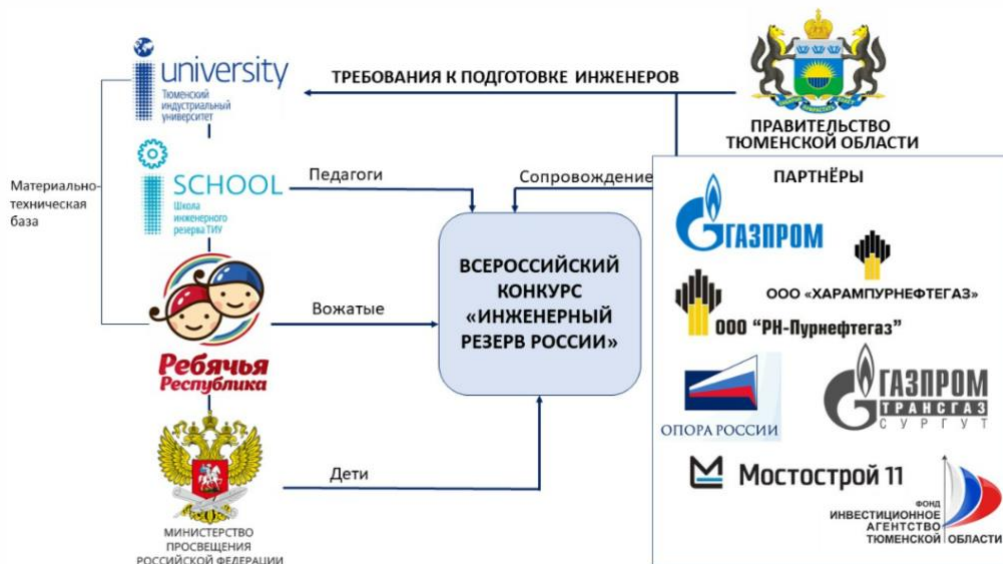 university
Тюменский
индустриальный
университет
ТРЕБОВАНИЯ К ПОДГОТОВКЕ ИНЖЕНЕРОВ
ПРАВИТЕЛЬСТВО
ТЮМЕНСКОЙ ОБЛАСТИ
Материально-
техническая
база
SCHOOL
Школа
инженерного
резерва ТИУ
Педагоги
Сопровождение
ПАРТНЁРЫ
ГАЗПРОМ
ООО «ХАРАМПУРНЕФТЕГАЗ»
ООО "РН-Пурнефтегаз"
ВСЕРОССИЙСКИЙ
КОНКУРС
«ИНЖЕНЕРНЫЙ
РЕЗЕРВ РОССИИ»
Вожатые
Ребячья
Республика
ОПОРА РОССИИ
ГАЗПРОМ
ТРАНСГАЗ
СУРГУТ
Дети
Мостострой 11
ФОНД
ИНВЕСТИЦИОННОЕ
АГЕНТСТВО
ТЮМЕНСКОЙ ОБЛАСТИ
МИНИСТЕРСТВО
ПРОСВЕЩЕНИЯ
РОССИЙСКОЙ ФЕДЕРАЦИИ